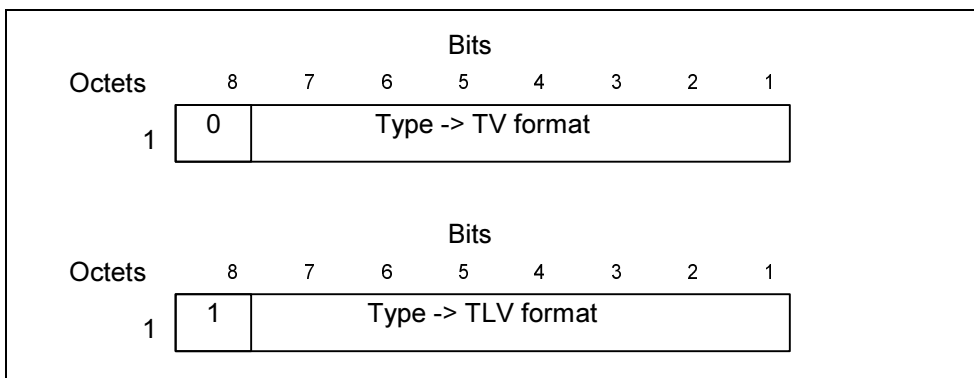 Bits
Octets 8 7 6 5 4 3 2 1
1 0 Type -> TV format
Bits
Octets 8 7 6 5 4 3 2 1
1 1 Type -> TLV format